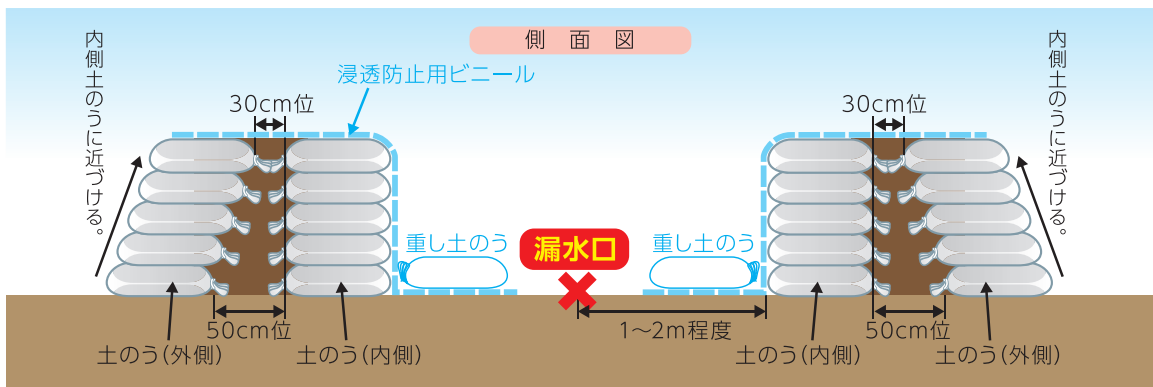 側面図
内側土のうに近づける。
浸透防止用ビニール
30cm位
30cm位
内側土のうに近づける。
重し土のう
漏水口
重し土のう
50cm位
1〜2m程度
50cm位
土のう(外側)
土のう(内側)
土のう(内側)
土のう(外側)